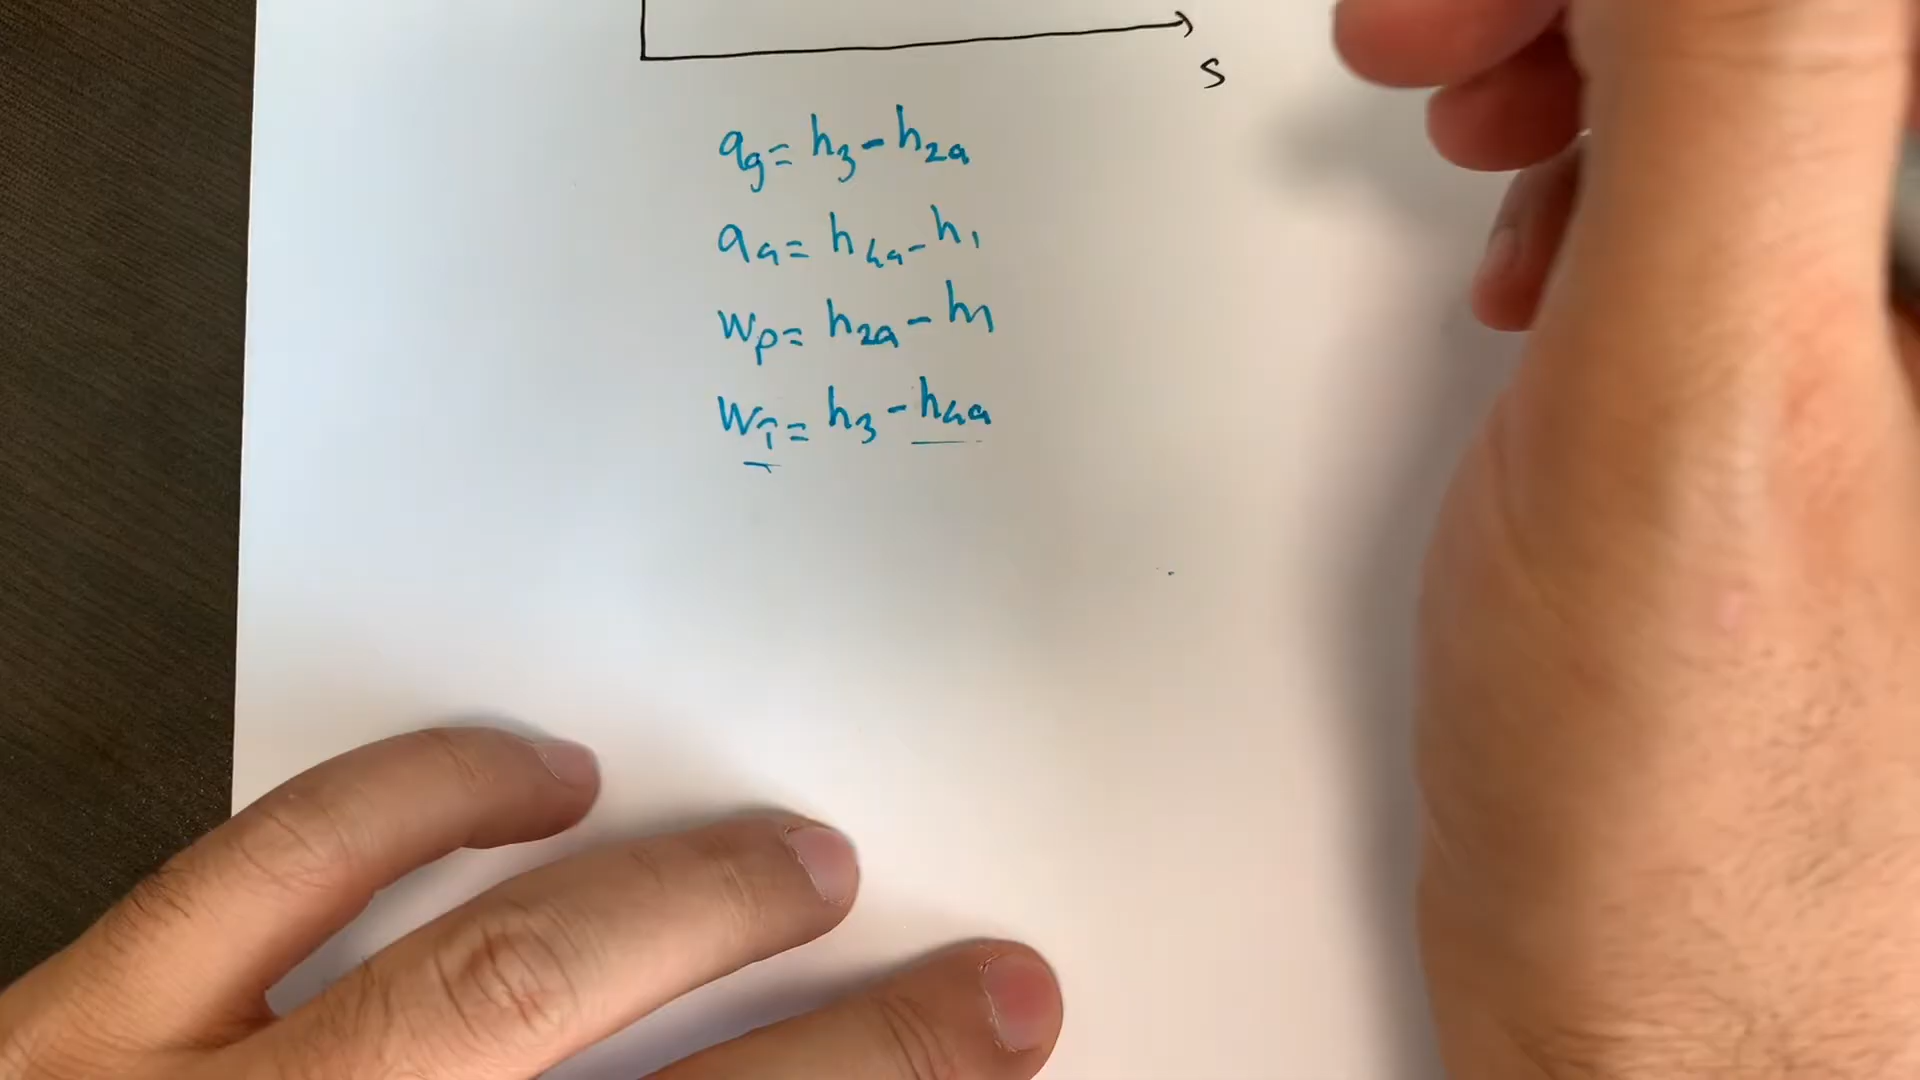 S
qg = h3 - h2a
qa = h4a - h1
wp = h2a - h1
wT = h3 - h4a